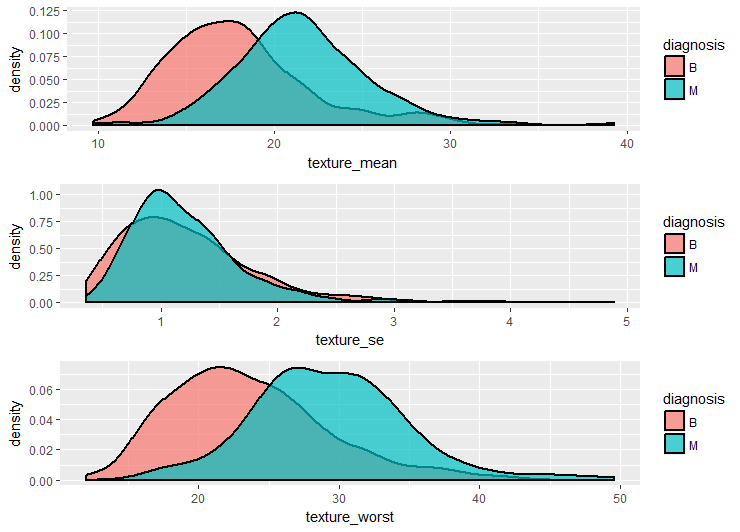 density
0.125
0.100
0.075
0.050
0.025
0.000
10 20 30 40
texture_mean
diagnosis
B
M
density
1.00
0.75
0.50
0.25
0.00
1 2 3 4 5
texture_se
diagnosis
B
M
density
0.06
0.04
0.02
0.00
20 30 40 50
texture_worst
diagnosis
B
M